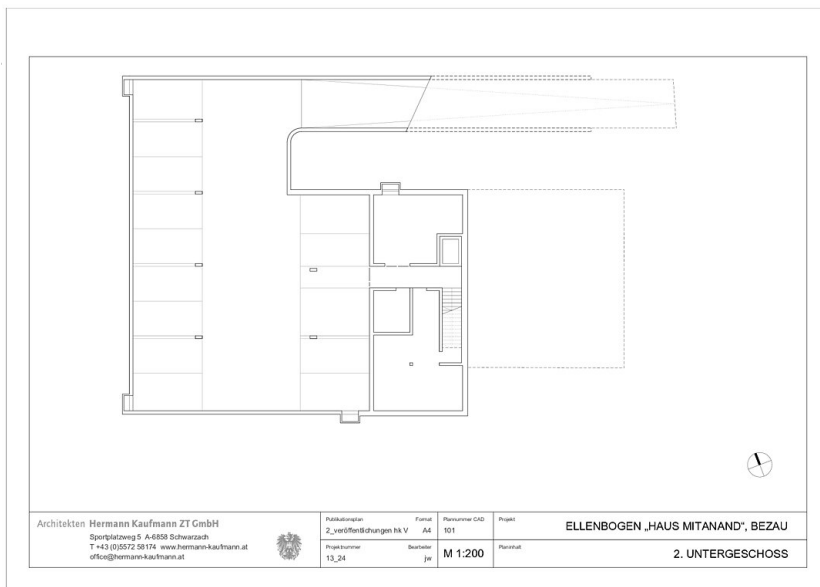 Architekten Hermann Kaufmann ZT GmbH
Sportplatzweg 5 A-6858 Schwarzach
T +43 (0)5572 58174 www.hermann-kaufmann.at
office@hermann-kaufmann.at
Publikationsplan Format
2_veröffentlichungen hk V A4
Projektnummer Bearbeiter
13_24 jw
Plannummer CAD
101
M 1:200
Projekt
ELLENBOGEN „HAUS MITANAND", BEZAU
Planinhalt
2. UNTERGESCHOSS